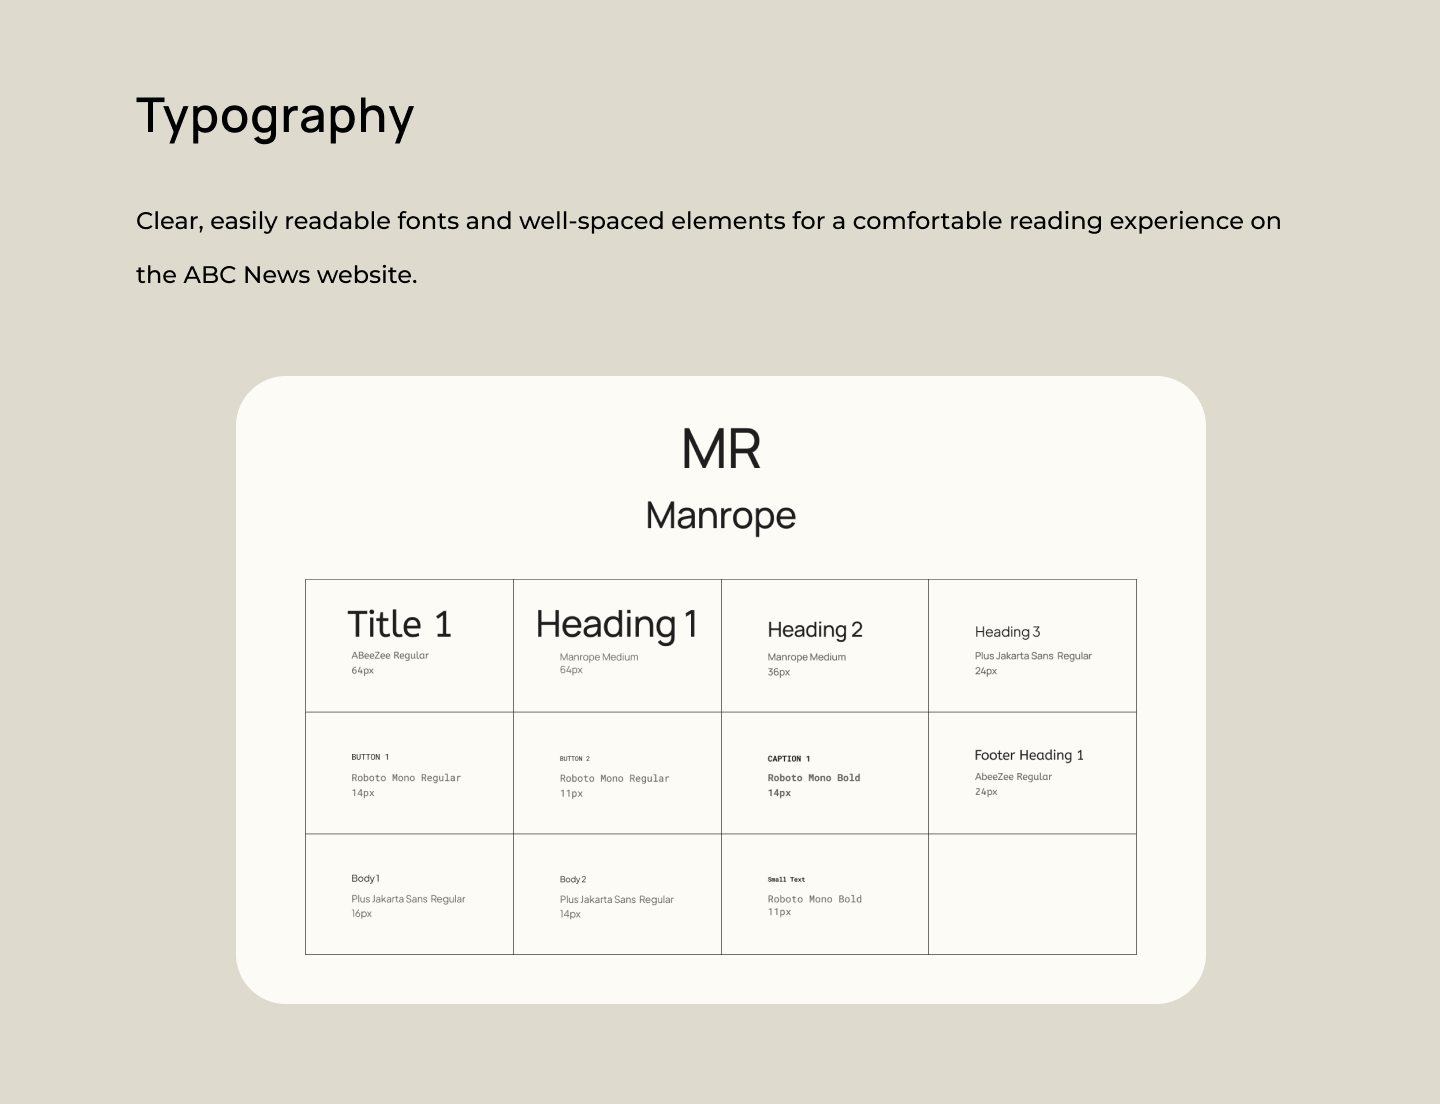 Typography
Clear, easily readable fonts and well-spaced elements for a comfortable reading experience on
the ABC News website.
MR
Manrope
Title 1
ABeeZee Regular
64px
Heading 1
Manrope Medium
64px
Heading 2
Manrope Medium
36px
Heading 3
Plus Jakarta Sans Regular
24px
BUTTON 1
Roboto Mono Regular
14px
BUTTON 2
Roboto Mono Regular
11px
CAPTION 1
Roboto Mono Bold
14px
Footer Heading 1
AbeeZee Regular
24px
Body 1
Plus Jakarta Sans Regular
16px
Body 2
Plus Jakarta Sans Regular
14px
Small Text
Roboto Mono Bold
11px